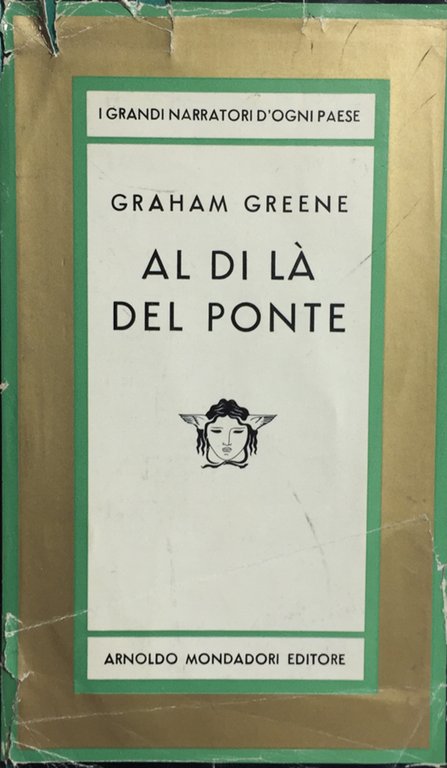 I GRANDI NARRATORI D'OGNI PAESE
GRAHAM GREENE
AL DI LÀ
DEL PONTE
ARNOLDO MONDADORI EDITORE